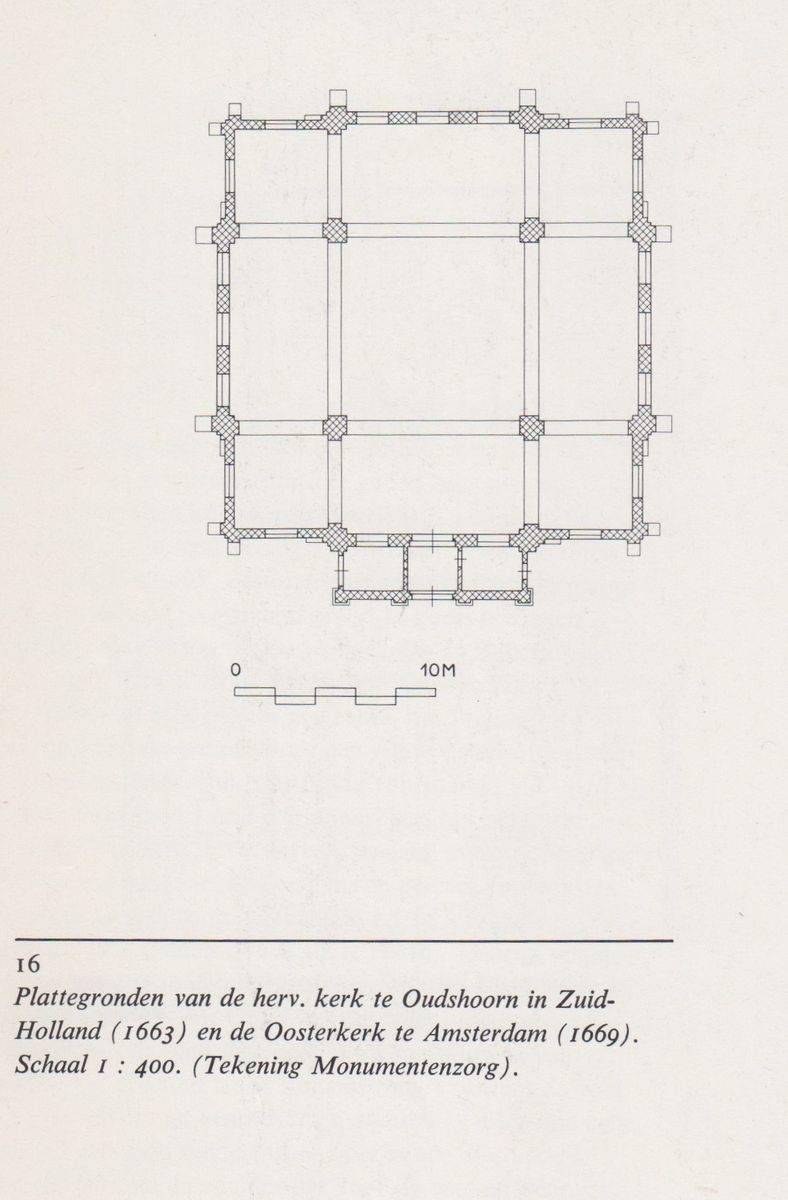 0 10M
16
Plattegronden van de herv. kerk te Oudshoorn in Zuid-
Holland (1663) en de Oosterkerk te Amsterdam (1669).
Schaal 1 : 400. (Tekening Monumentenzorg).